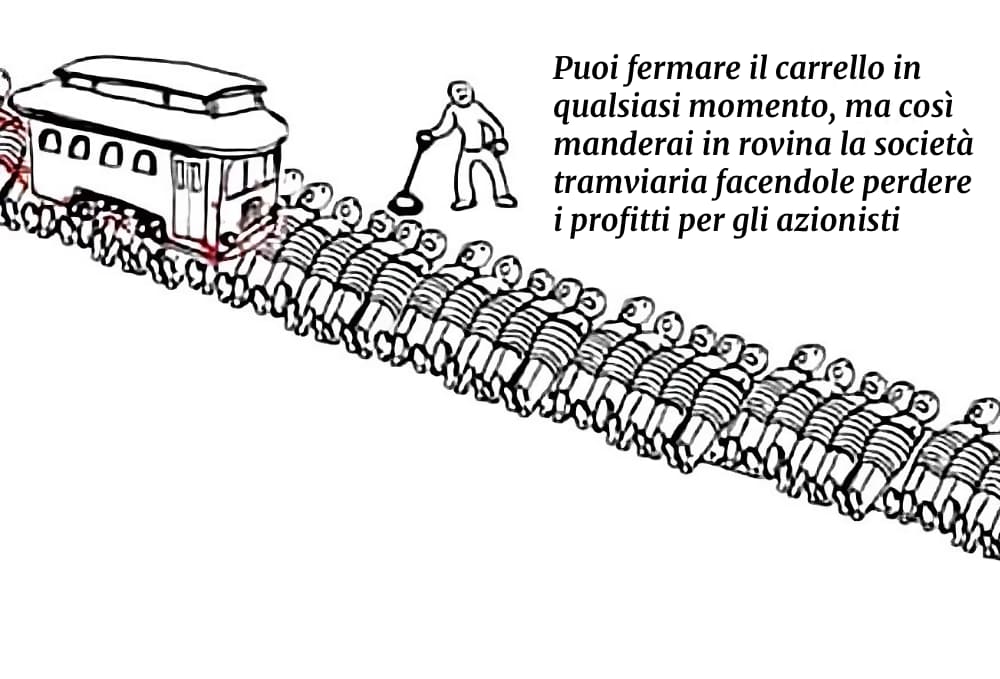 Puoi fermare il carrello in
qualsiasi momento, ma così
manderai in rovina la società
tramviaria facendole perdere
i profitti per gli azionisti